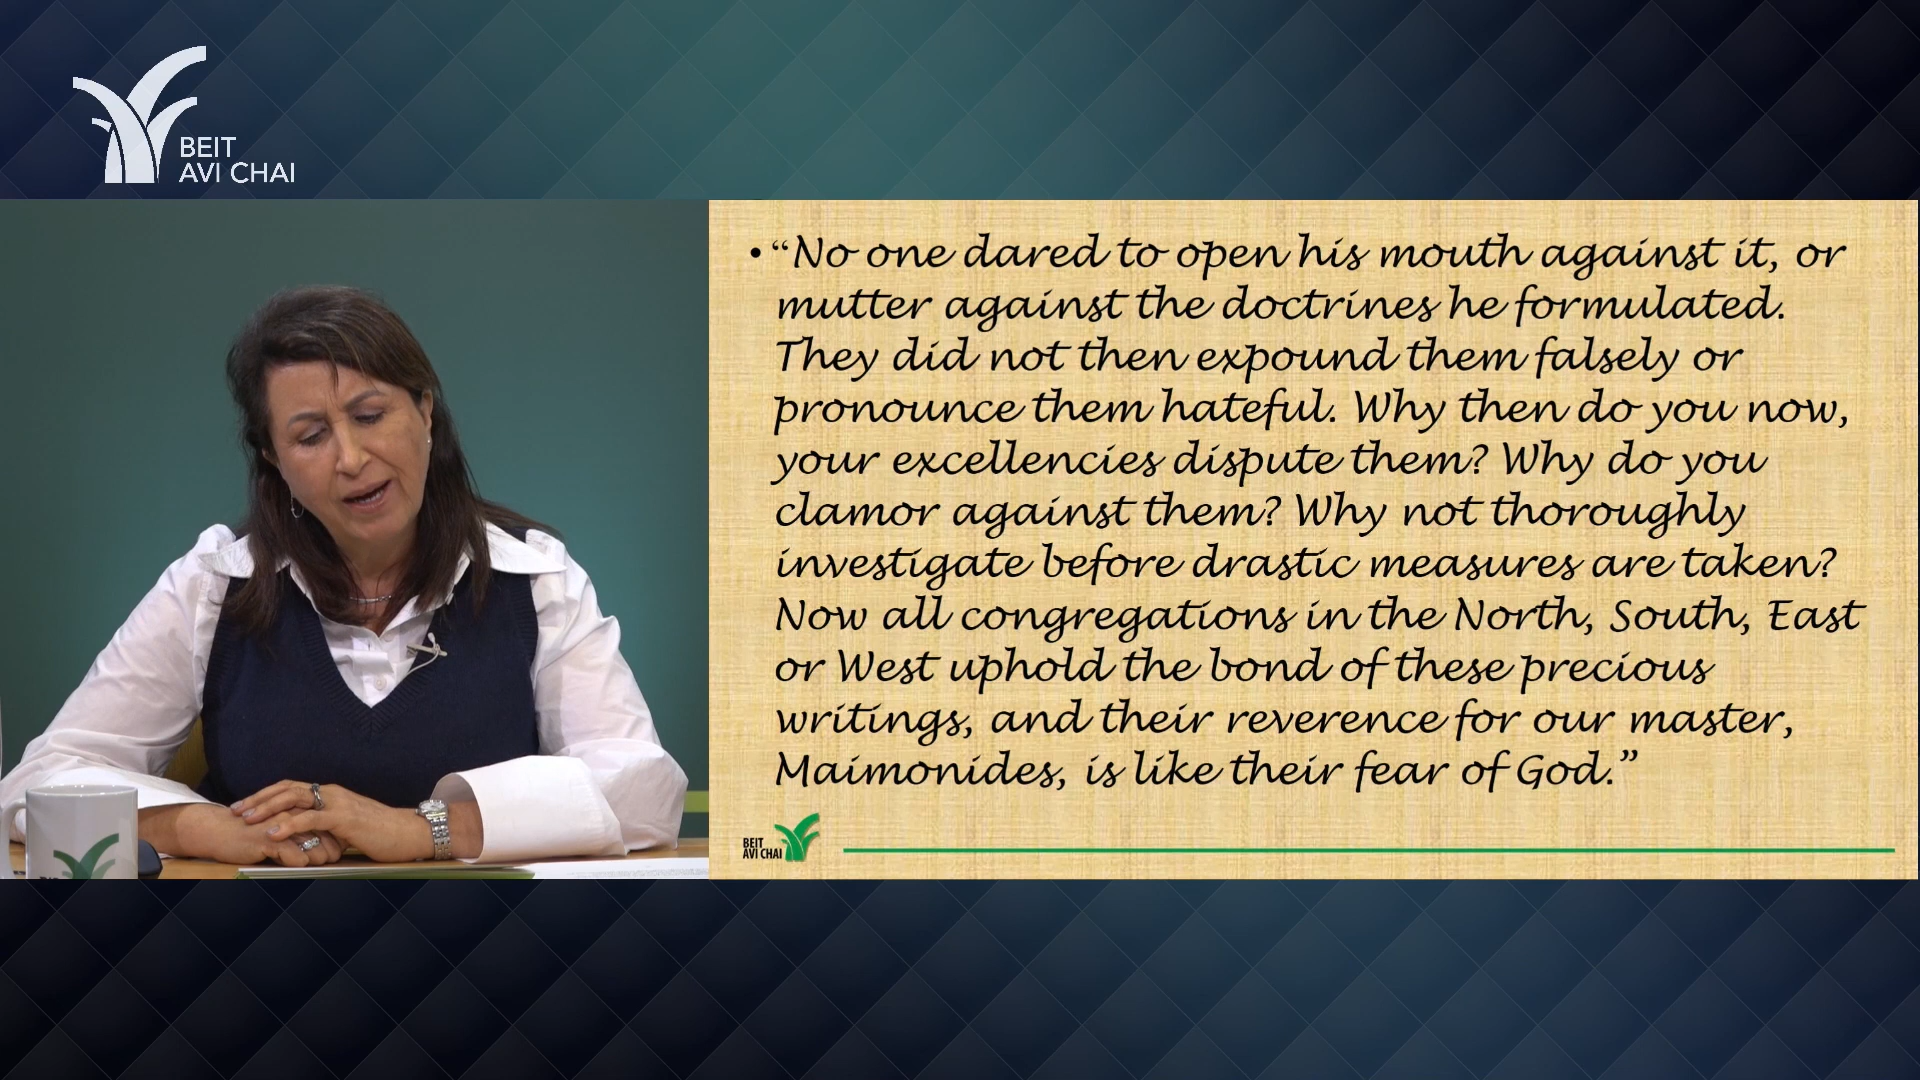 BEIT
AVI CHAI
• “No one dared to open his mouth against it, or
mutter against the doctrines he formulated.
They did not then expound them falsely or
pronounce them hateful. Why then do you now,
your excellencies dispute them? Why do you
clamor against them? Why not thoroughly
investigate before drastic measures are taken?
Now all congregations in the North, South, East
or West uphold the bond of these precious
writings, and their reverence for our master,
Maimonides, is like their fear of God.”
BEIT
AVI CHAI